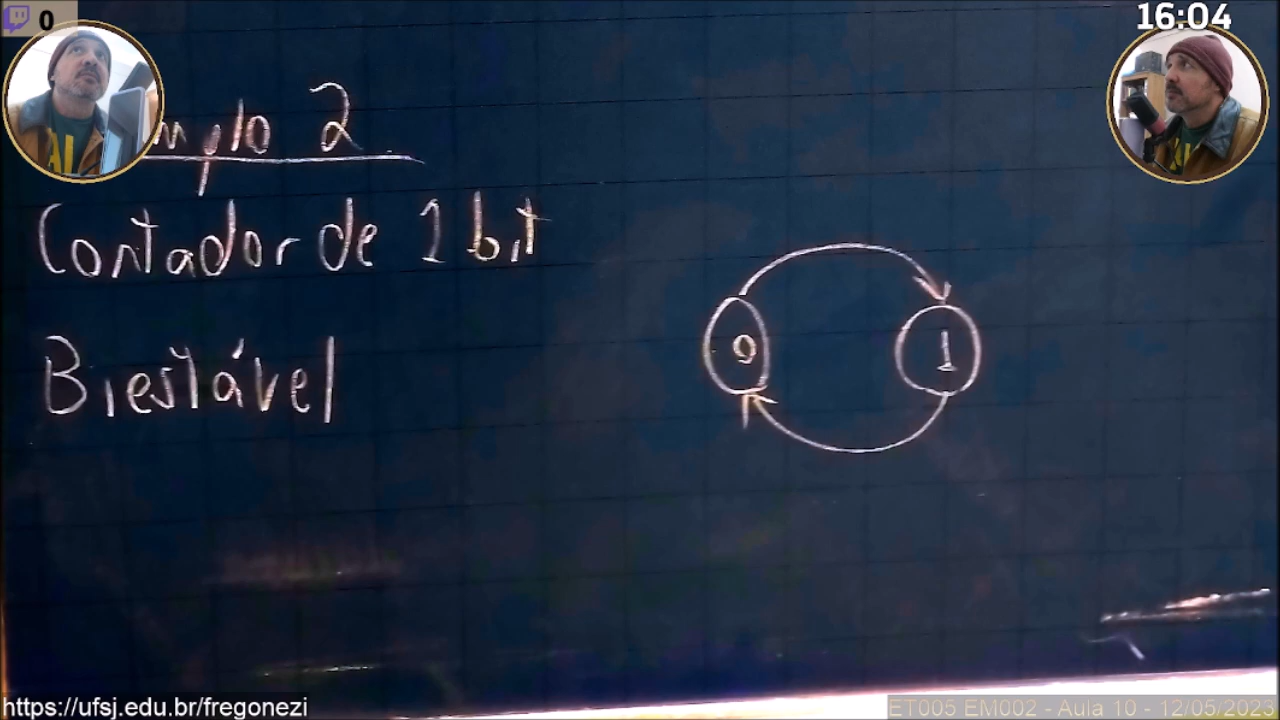 0
16:04
mplo 2
Contador de 1 bit
Biestável
0
1
https://ufsj.edu.br/fregonezi
ET005 EM002 - Aula 10 - 12/05/2023